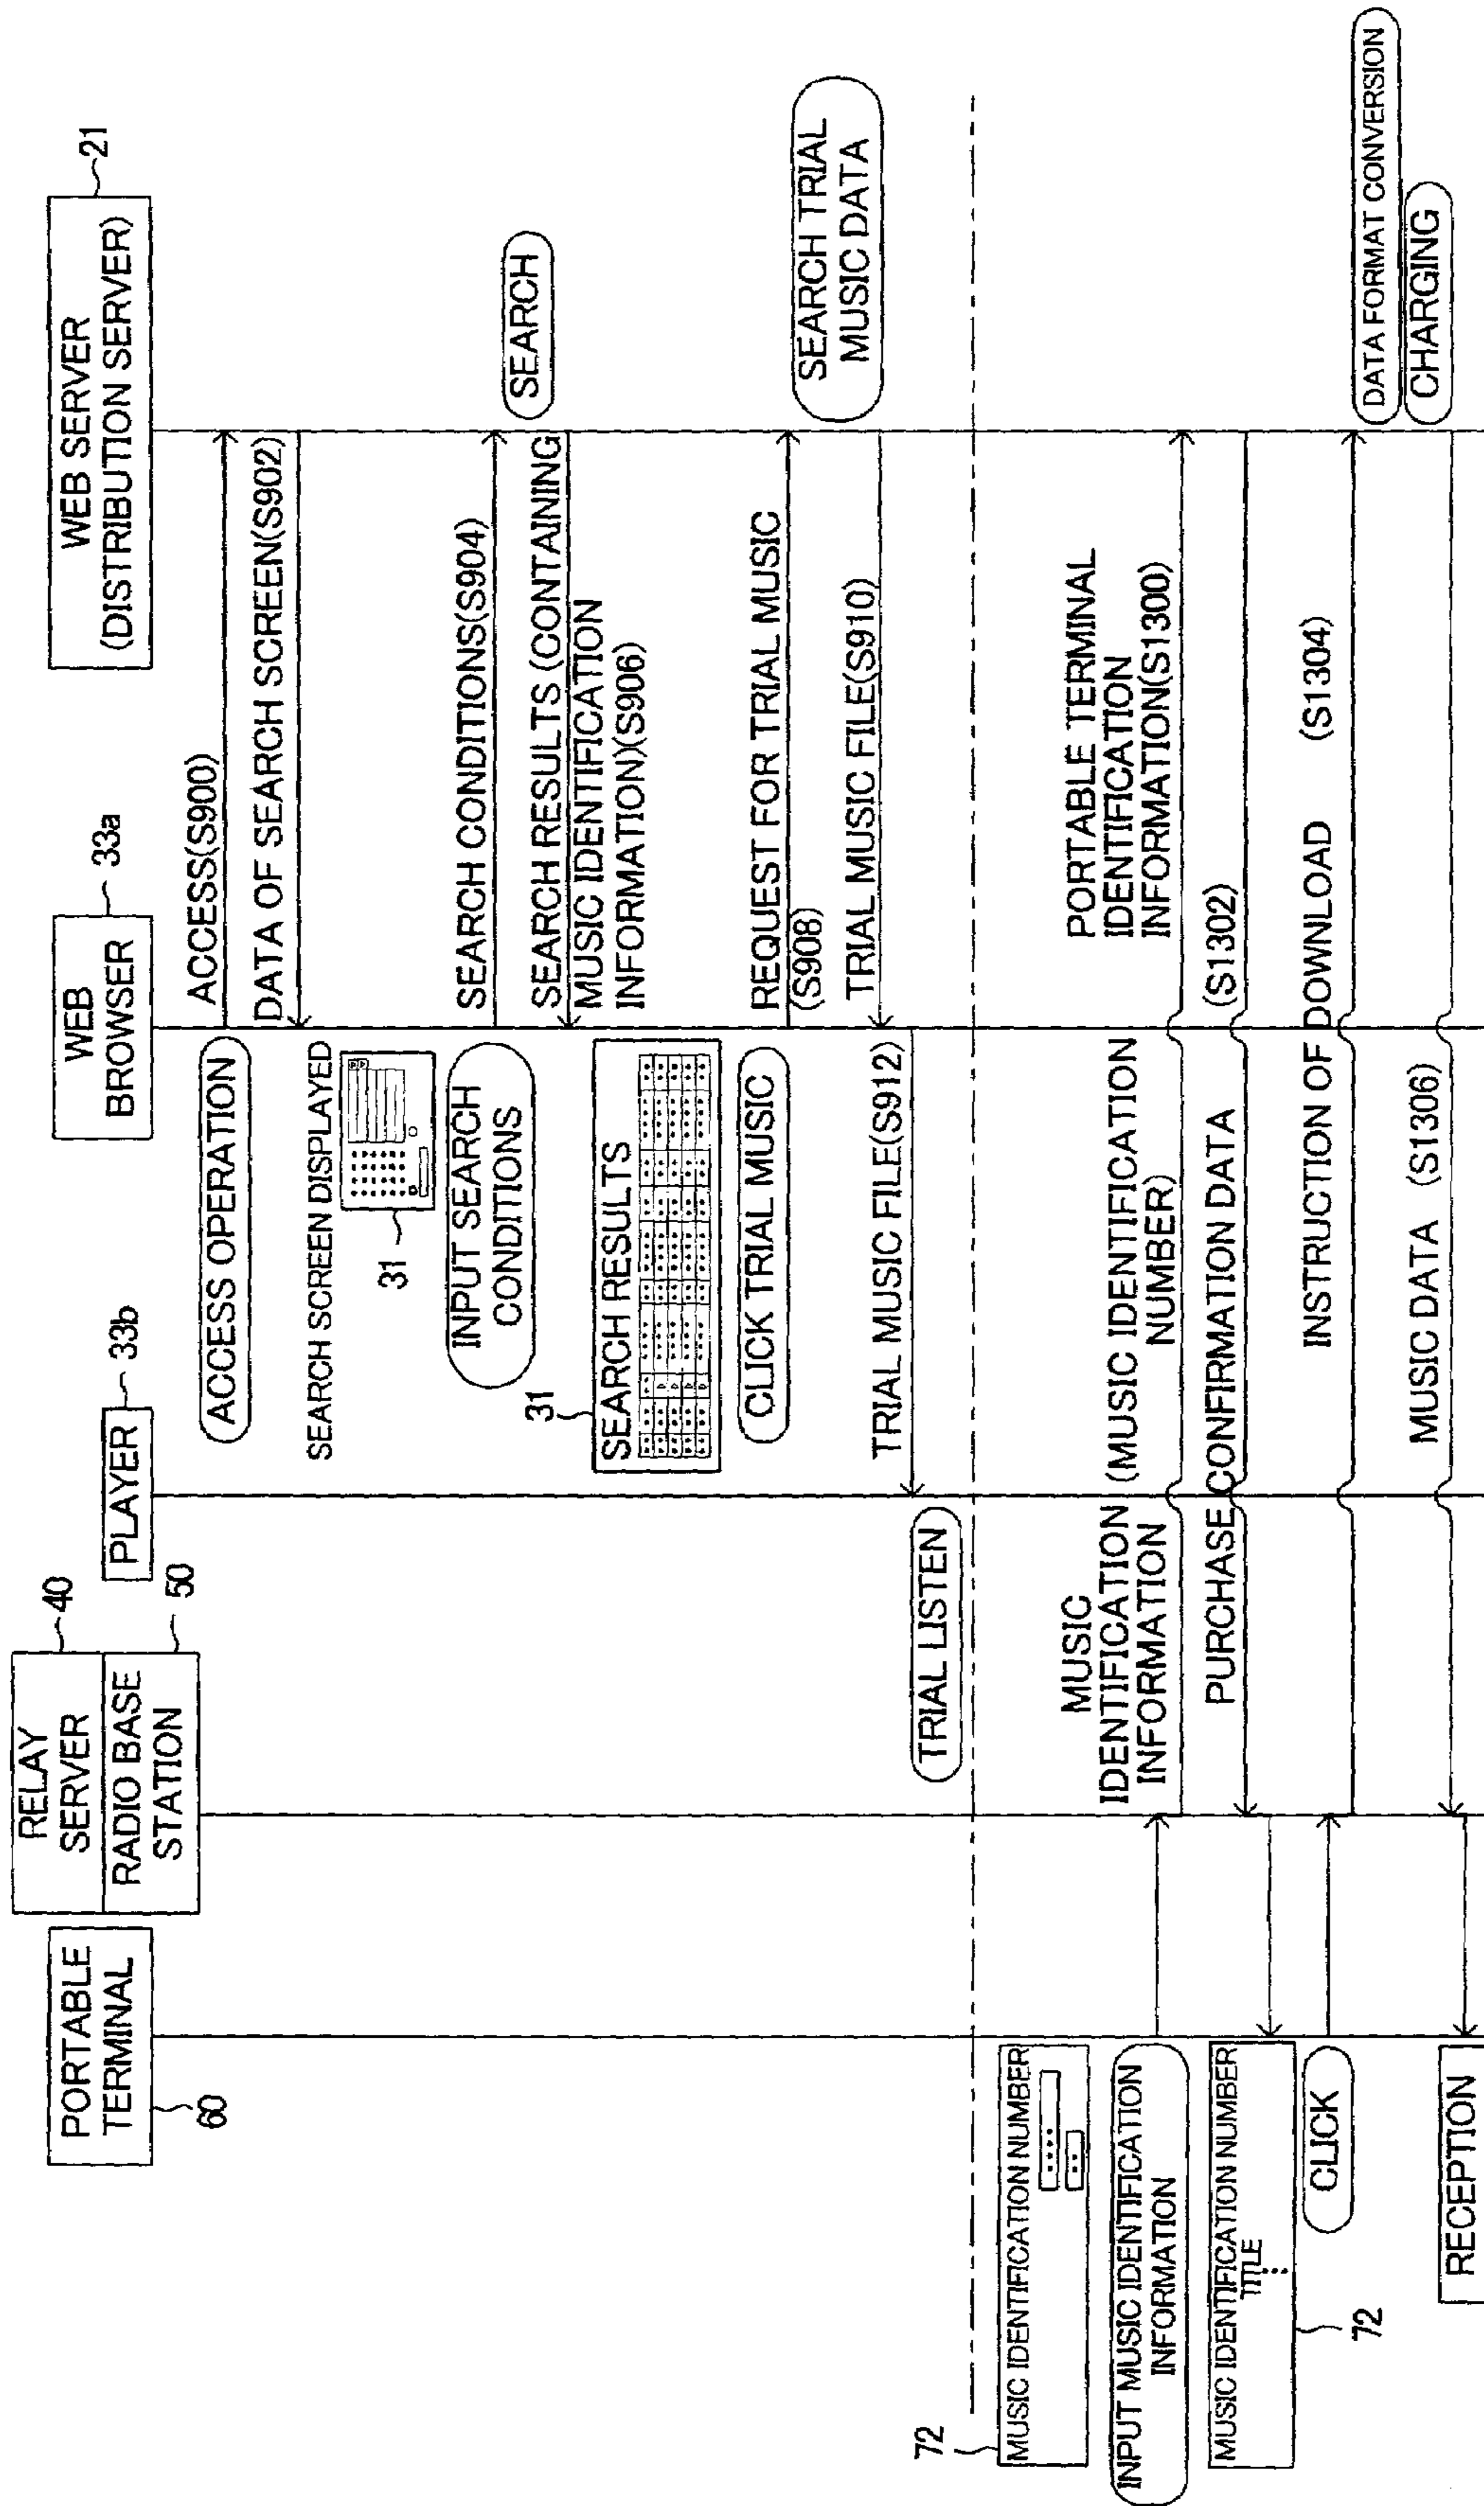 PORTABLE
TERMINAL
60
RELAY
SERVER
40
RADIO BASE
STATION
50
PLAYER
33b
WEB
BROWSER
33a
WEB SERVER
(DISTRIBUTION SERVER)
21
ACCESS OPERATION
ACCESS(S900)
DATA OF SEARCH SCREEN(S902)
SEARCH SCREEN DISPLAYED
31
INPUT SEARCH
CONDITIONS
SEARCH CONDITIONS(S904)
SEARCH
SEARCH RESULTS (CONTAINING
MUSIC IDENTIFICATION
INFORMATION)(S906)
31
SEARCH RESULTS
CLICK TRIAL MUSIC
REQUEST FOR TRIAL MUSIC
(S908)
SEARCH TRIAL
MUSIC DATA
TRIAL MUSIC FILE(S910)
TRIAL MUSIC FILE(S912)
TRIAL LISTEN
72
MUSIC IDENTIFICATION NUMBER
INPUT MUSIC IDENTIFICATION
INFORMATION
MUSIC
IDENTIFICATION
INFORMATION
(MUSIC IDENTIFICATION
NUMBER)
PORTABLE TERMINAL
IDENTIFICATION
INFORMATION(S1300)
PURCHASE CONFIRMATION DATA
(S1302)
MUSIC IDENTIFICATION NUMBER
TITLE
72
CLICK
INSTRUCTION OF DOWNLOAD (S1304)
DATA FORMAT CONVERSION
CHARGING
MUSIC DATA (S1306)
RECEPTION